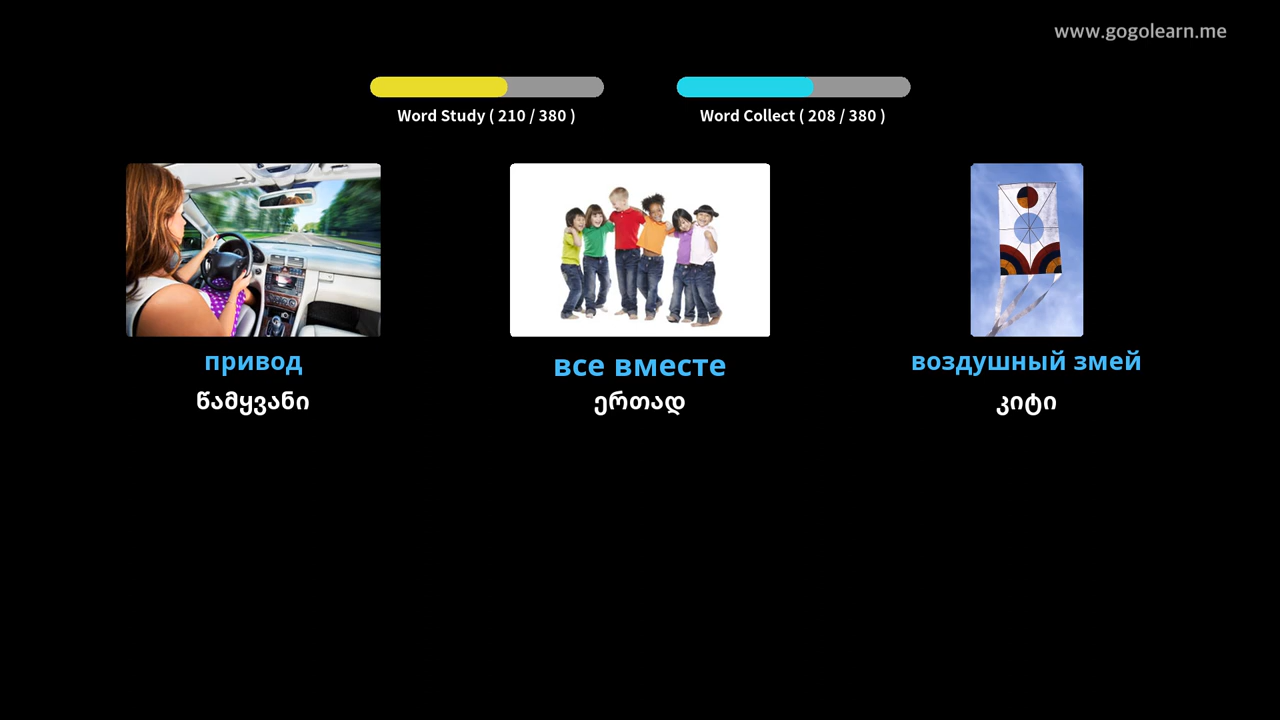 www.gogolearn.me
Word Study ( 210 / 380 )
Word Collect ( 208 / 380 )
привод
все вместе
воздушный змей
წამყვანი
ერთად
კიტი